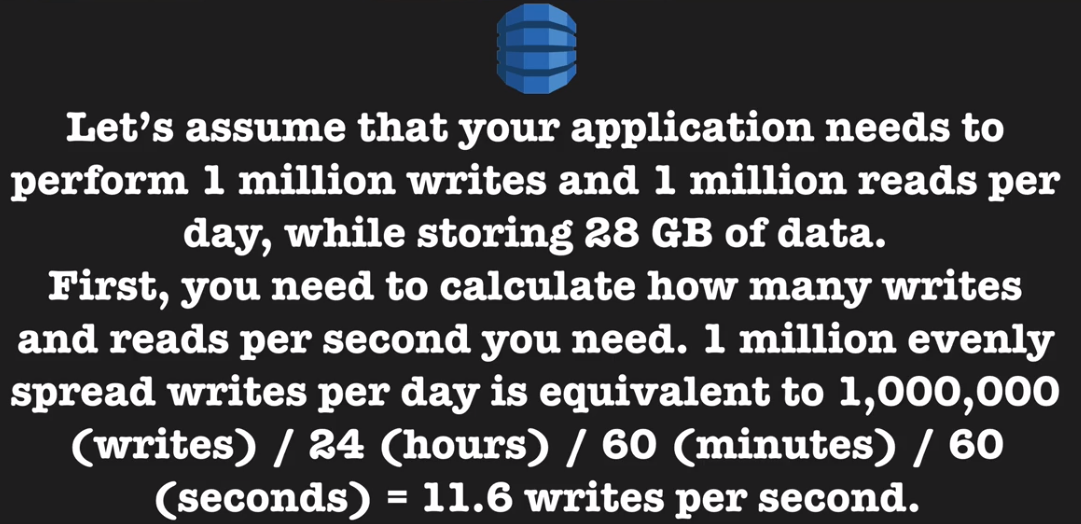 Let’s assume that your application needs to
perform 1 million writes and 1 million reads per
day, while storing 28 GB of data.
First, you need to calculate how many writes
and reads per second you need. 1 million evenly
spread writes per day is equivalent to 1,000,000
(writes) / 24 (hours) / 60 (minutes) / 60
(seconds) = 11.6 writes per second.